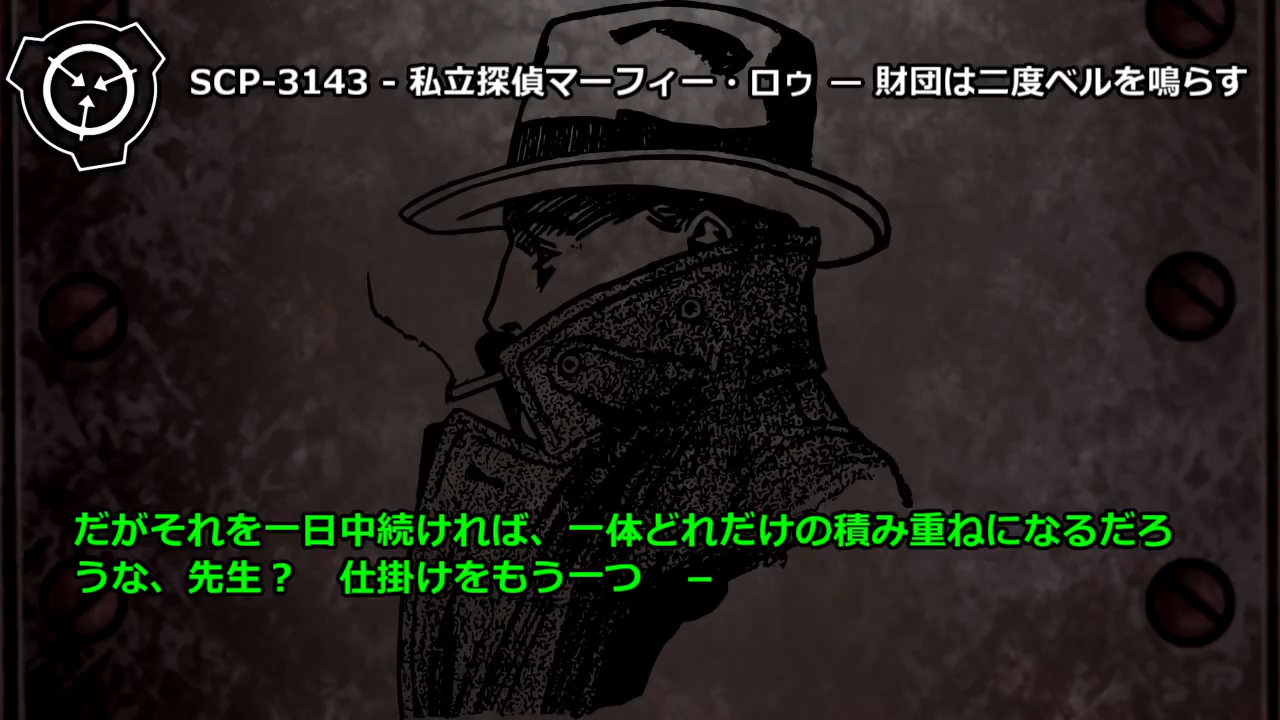 SCP-3143 - 私立探偵マーフィー・ロゥ ― 財団は二度ベルを鳴らす
だがそれを一日中続ければ、一体どれだけの積み重ねになるだろ
うな、先生？　仕掛けをもう一つ　–